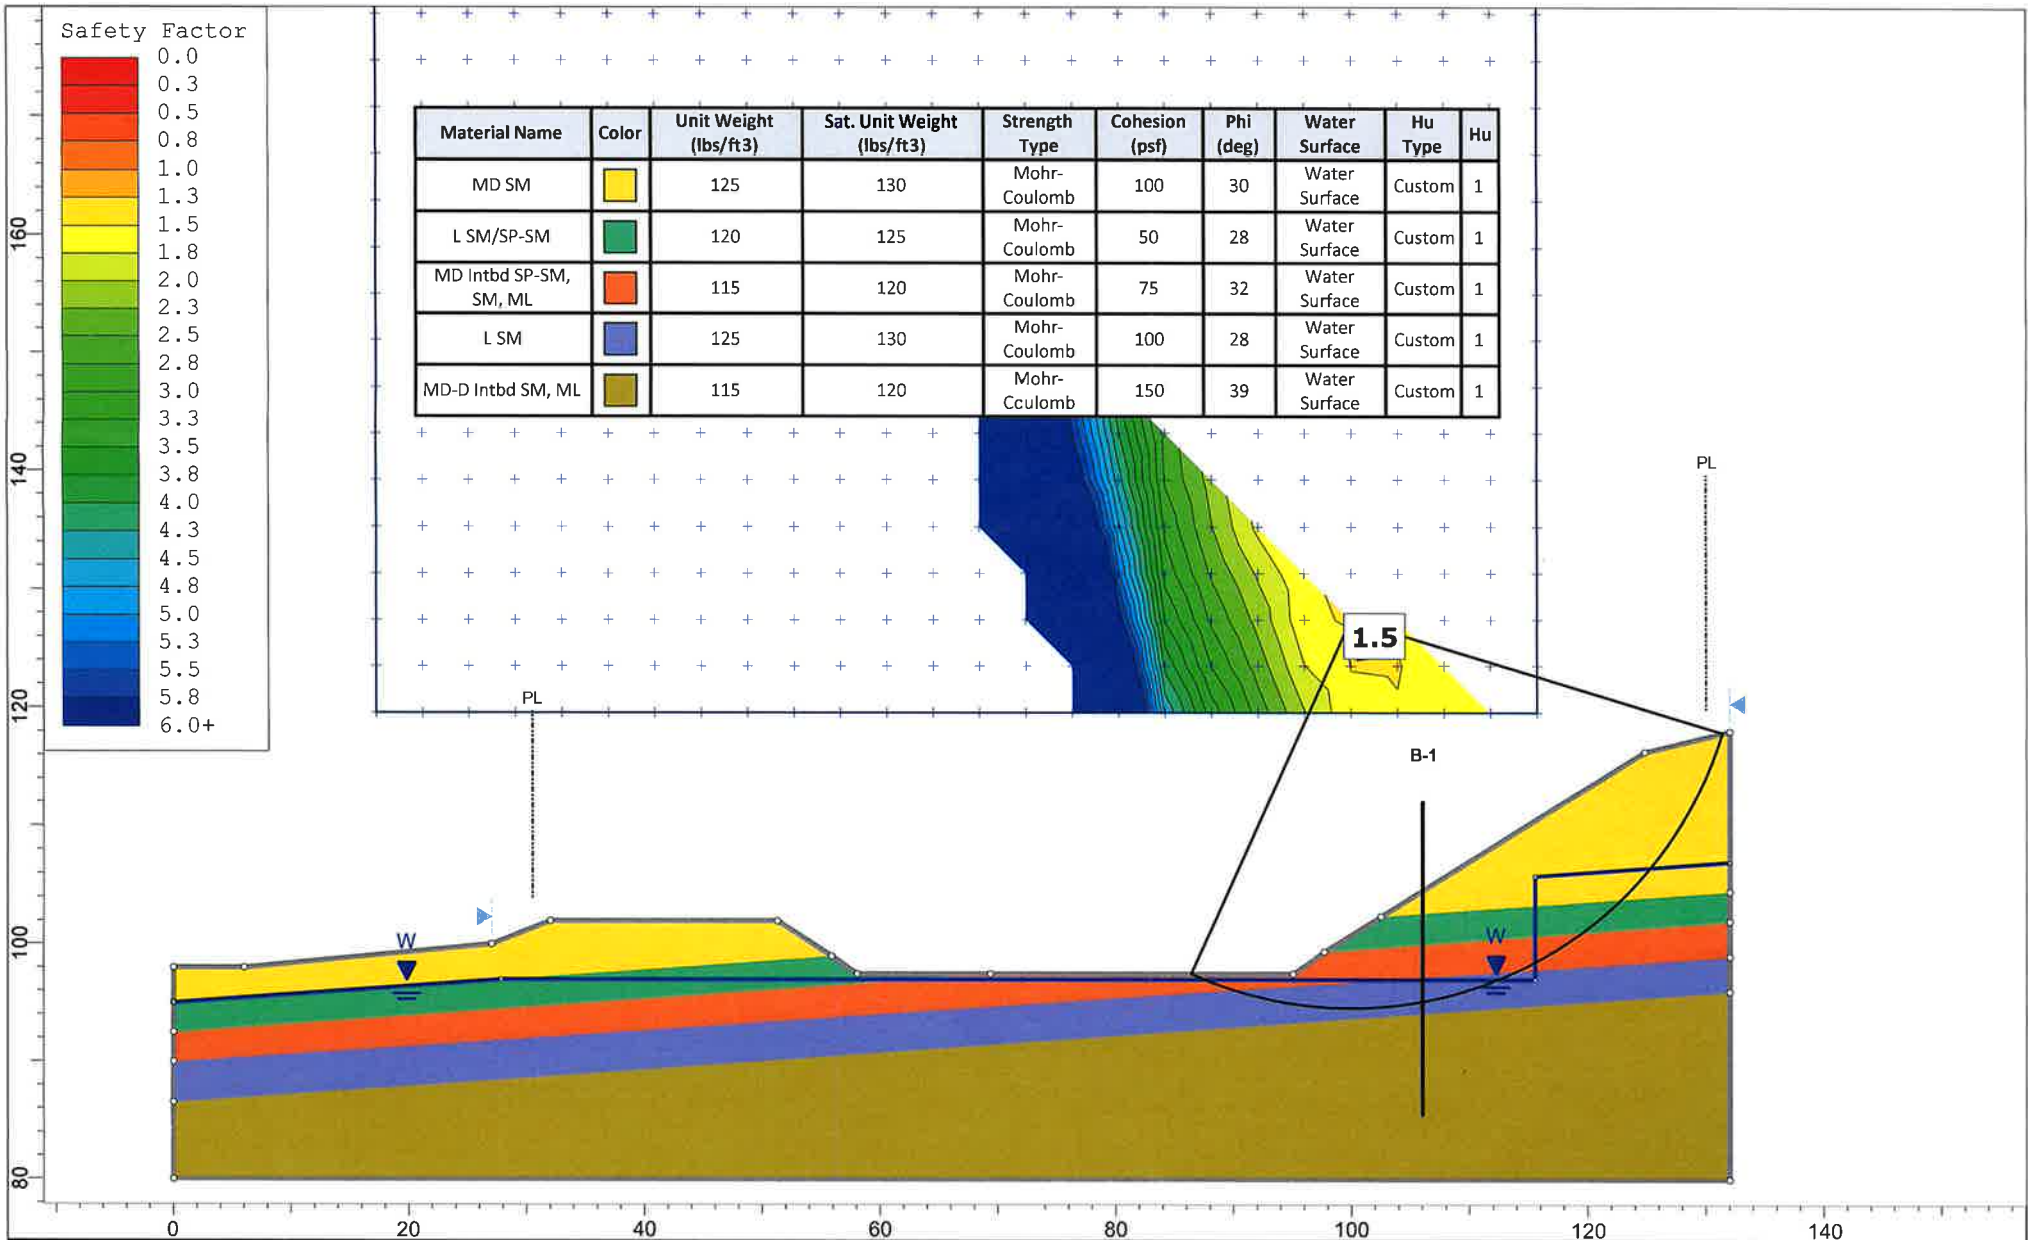 Safety Factor
0.0
0.3
0.5
0.8
1.0
1.3
1.5
1.8
2.0
2.3
2.5
2.8
3.0
3.3
3.5
3.8
4.0
4.3
4.5
4.8
5.0
5.3
5.5
5.8
6.0+
Material Name Color Unit Weight (lbs/ft3) Sat. Unit Weight (lbs/ft3) Strength Type Cohesion (psf) Phi (deg) Water Surface Hu Type Hu
MD SM 125 130 Mohr-Coulomb 100 30 Water Surface Custom 1
L SM/SP-SM 120 125 Mohr-Coulomb 50 28 Water Surface Custom 1
MD Intbd SP-SM, SM, ML 115 120 Mohr-Coulomb 75 32 Water Surface Custom 1
L SM 125 130 Mohr-Coulomb 100 28 Water Surface Custom 1
MD-D Intbd SM, ML 115 120 Mohr-Cculomb 150 39 Water Surface Custom 1
PL
1.5
PL
B-1
W
W
160
140
120
100
80
0 20 40 60 80 100 120 140